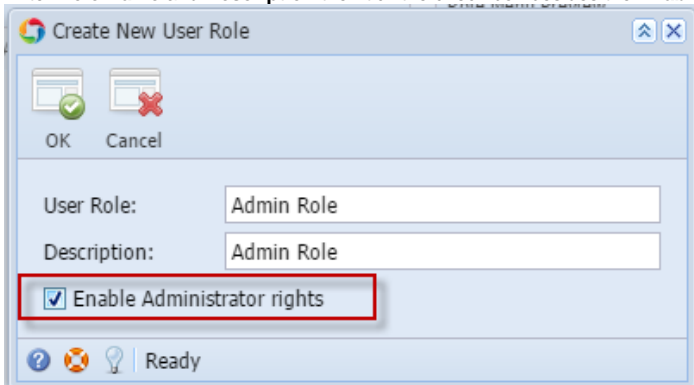 Create New User Role
OK Cancel
User Role: Admin Role
Description: Admin Role
Enable Administrator rights
Ready